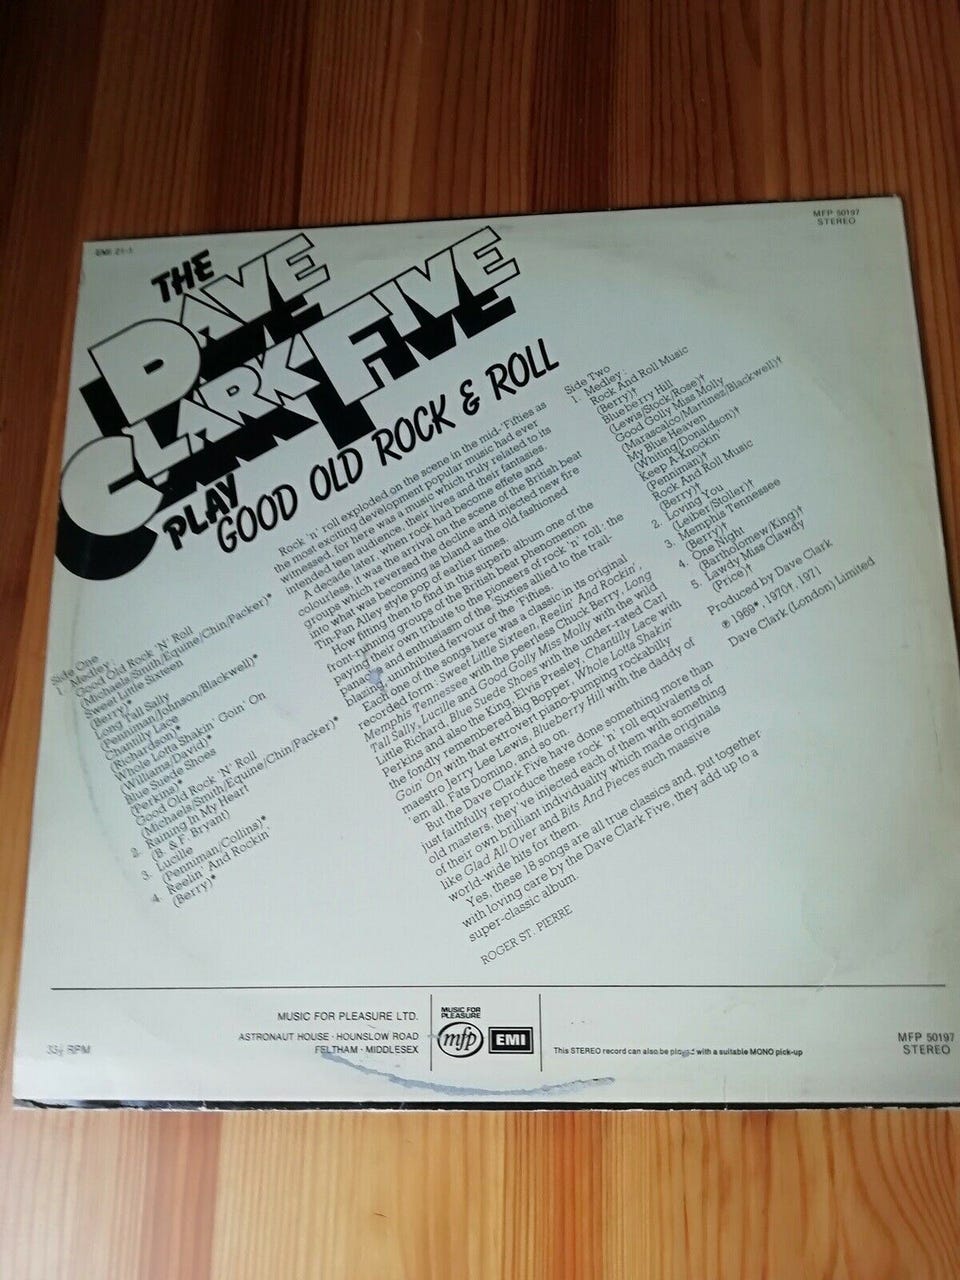 EMI 21-1
MFP 50197
STEREO
THE
DAVE
CLARK FIVE
PLAY
GOOD OLD ROCK & ROLL
Side One
1. Medley:
Good Old Rock 'N' Roll
(Michaels/Smith/Equine/Chin/Packer)*
Sweet Little Sixteen
(Berry)*
Long Tall Sally
(Penniman/Johnson/Blackwell)*
Chantilly Lace
(Richardson)*
Whole Lotta Shakin' Goin' On
(Williams/David)*
Blue Suede Shoes
(Perkins)*
Good Old Rock 'N' Roll
(Michaels/Smith/Equine/Chin/Packer)*
2. Raining In My Heart
(B. & F. Bryant)
3. Lucille
(Penniman/Collins)*
4. Reelin' And Rockin'
(Berry)*
Rock 'n' roll exploded on the scene in the mid-'Fifties as
the most exciting development popular music had ever
witnessed, for here was a music which truly related to its
intended teen audience, their lives and their fantasies.
A decade later, when rock had become effete and
colourless, it was the arrival on the scene of the British beat
groups which reversed the decline and injected new fire
into what was becoming as bland as the old fashioned
Tin-Pan Alley style pop of earlier times.
How fitting then to find in this superb album one of the
front-running groups of the British beat phenomenon
paying their own tribute to the pioneers of rock 'n' roll: the
panache and enthusiasm of the 'Sixties allied to the trail-
blazing, uninhibited fervour of the 'Fifties.
Each one of the songs here was a classic in its original
recorded form: Sweet Little Sixteen, Reelin' And Rockin',
Memphis Tennessee with the peerless Chuck Berry, Long
Tall Sally, Lucille and Good Golly Miss Molly with the wild
Little Richard, Blue Suede Shoes with the under-rated Carl
Perkins and also the King, Elvis Presley, Chantilly Lace with
the fondly remembered Big Bopper, Whole Lotta Shakin'
Goin' On with that extrovert piano-pumping rockabilly
maestro Jerry Lee Lewis, Blueberry Hill with the daddy of
'em all, Fats Domino, and so on.
But the Dave Clark Five have done something more than
just faithfully reproduce these rock 'n' roll equivalents of
old masters, they've injected each of them with something
of their own brilliant individuality which made originals
like Glad All Over and Bits And Pieces such massive
world-wide hits for them.
Yes, these 18 songs are all true classics and, put together
with loving care by the Dave Clark Five, they add up to a
super-classic album.
ROGER ST. PIERRE
Side Two
1. Medley:
Rock And Roll Music
(Berry)†
Blueberry Hill
(Lewis/Stock/Rose)†
Good Golly Miss Molly
(Marascalco/Martinez/Blackwell)†
My Blue Heaven
(Whiting/Donaldson)†
Keep A Knockin'
(Penniman)†
Rock And Roll Music
(Berry)†
2. Loving You
(Leiber/Stoller)†
3. Memphis Tennessee
(Berry)†
4. One Night
(Bartholomew/King)†
5. Lawdy Miss Clawdy
(Price)†
Produced by Dave Clark
℗ 1969*, 1970†, 1971
Dave Clark (London) Limited
33⅓ RPM
MUSIC FOR PLEASURE LTD.
ASTRONAUT HOUSE · HOUNSLOW ROAD
FELTHAM · MIDDLESEX
MUSIC FOR
PLEASURE
mfp
EMI
This STEREO record can also be played with a suitable MONO pick-up
MFP 50197
STEREO